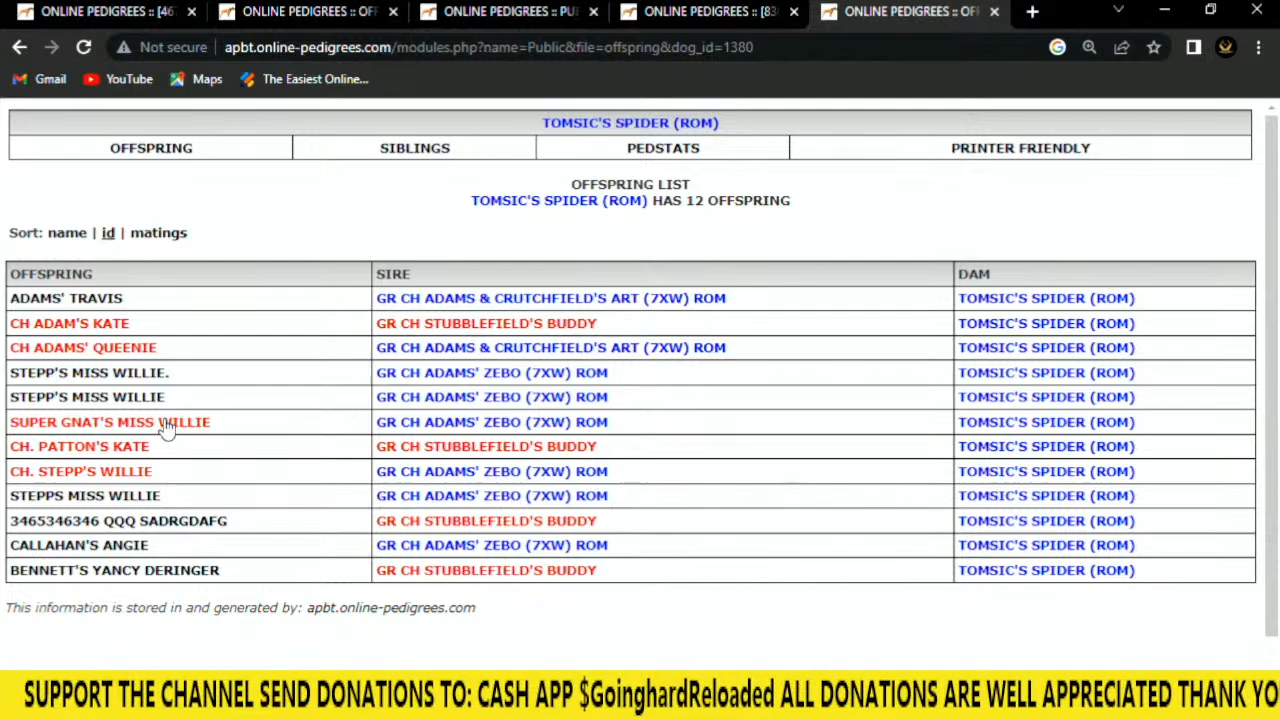 ONLINE PEDIGREES :: [467 ONLINE PEDIGREES :: OFF ONLINE PEDIGREES :: PUB ONLINE PEDIGREES :: [836 ONLINE PEDIGREES :: OFF
Not secure apbt.online-pedigrees.com/modules.php?name=Public&file=offspring&dog_id=1380
Gmail YouTube Maps The Easiest Online...
TOMSIC'S SPIDER (ROM)
OFFSPRING SIBLINGS PEDSTATS PRINTER FRIENDLY
OFFSPRING LIST
TOMSIC'S SPIDER (ROM) HAS 12 OFFSPRING
Sort: name | id | matings
OFFSPRING SIRE DAM
ADAMS' TRAVIS GR CH ADAMS & CRUTCHFIELD'S ART (7XW) ROM TOMSIC'S SPIDER (ROM)
CH ADAM'S KATE GR CH STUBBLEFIELD'S BUDDY TOMSIC'S SPIDER (ROM)
CH ADAMS' QUEENIE GR CH ADAMS & CRUTCHFIELD'S ART (7XW) ROM TOMSIC'S SPIDER (ROM)
STEPP'S MISS WILLIE. GR CH ADAMS' ZEBO (7XW) ROM TOMSIC'S SPIDER (ROM)
STEPP'S MISS WILLIE GR CH ADAMS' ZEBO (7XW) ROM TOMSIC'S SPIDER (ROM)
SUPER GNAT'S MISS WILLIE GR CH ADAMS' ZEBO (7XW) ROM TOMSIC'S SPIDER (ROM)
CH. PATTON'S KATE GR CH STUBBLEFIELD'S BUDDY TOMSIC'S SPIDER (ROM)
CH. STEPP'S WILLIE GR CH ADAMS' ZEBO (7XW) ROM TOMSIC'S SPIDER (ROM)
STEPPS MISS WILLIE GR CH ADAMS' ZEBO (7XW) ROM TOMSIC'S SPIDER (ROM)
3465346346 QQQ SADRGDAFG GR CH STUBBLEFIELD'S BUDDY TOMSIC'S SPIDER (ROM)
CALLAHAN'S ANGIE GR CH ADAMS' ZEBO (7XW) ROM TOMSIC'S SPIDER (ROM)
BENNETT'S YANCY DERINGER GR CH STUBBLEFIELD'S BUDDY TOMSIC'S SPIDER (ROM)
This information is stored in and generated by: apbt.online-pedigrees.com
SUPPORT THE CHANNEL SEND DONATIONS TO: CASH APP $GoinghardReloaded ALL DONATIONS ARE WELL APPRECIATED THANK YO